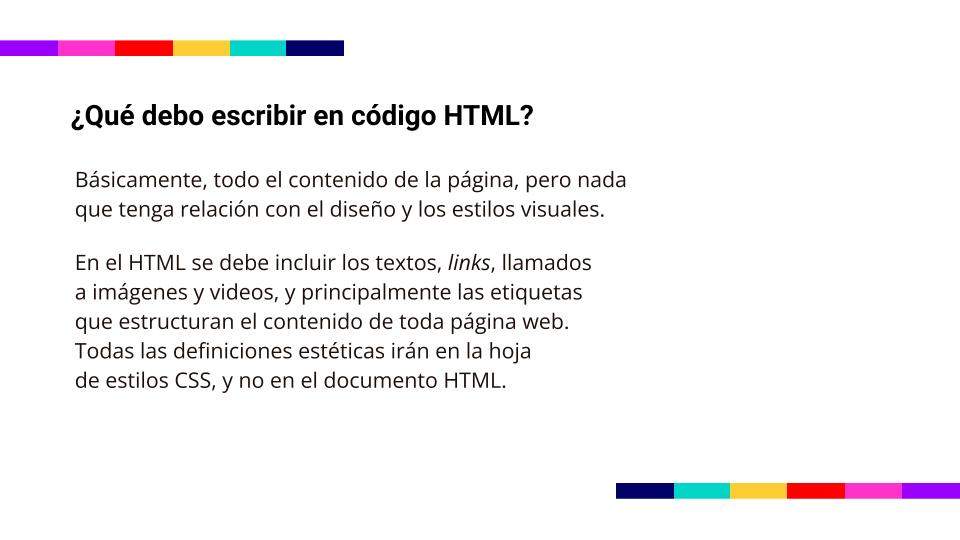 ¿Qué debo escribir en código HTML?
Básicamente, todo el contenido de la página, pero nada
que tenga relación con el diseño y los estilos visuales.
En el HTML se debe incluir los textos, links, llamados
a imágenes y videos, y principalmente las etiquetas
que estructuran el contenido de toda página web.
Todas las definiciones estéticas irán en la hoja
de estilos CSS, y no en el documento HTML.